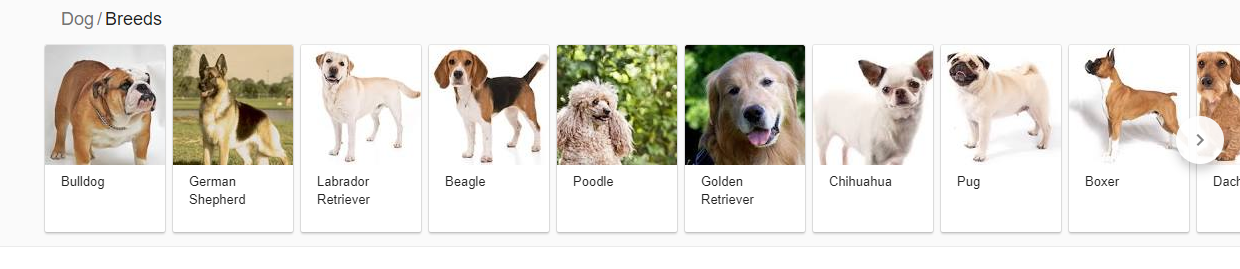 Dog / Breeds
Bulldog
German
Shepherd
Labrador
Retriever
Beagle
Poodle
Golden
Retriever
Chihuahua
Pug
Boxer
Dach